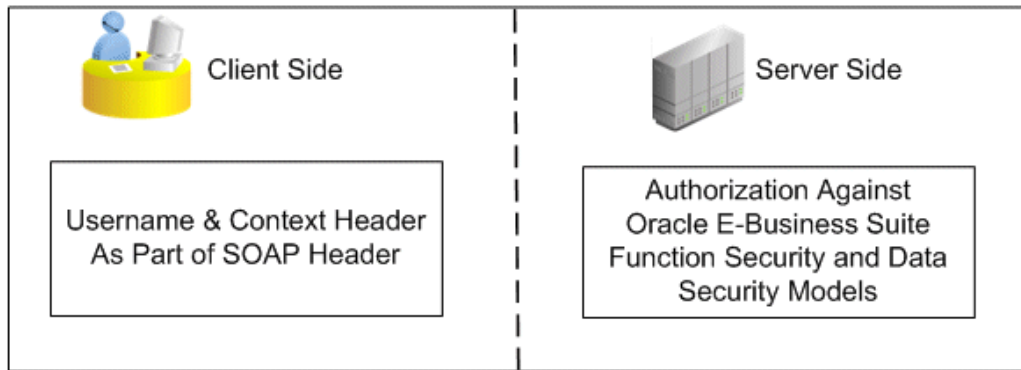 Client Side
Username & Context Header
As Part of SOAP Header
Server Side
Authorization Against
Oracle E-Business Suite
Function Security and Data
Security Models